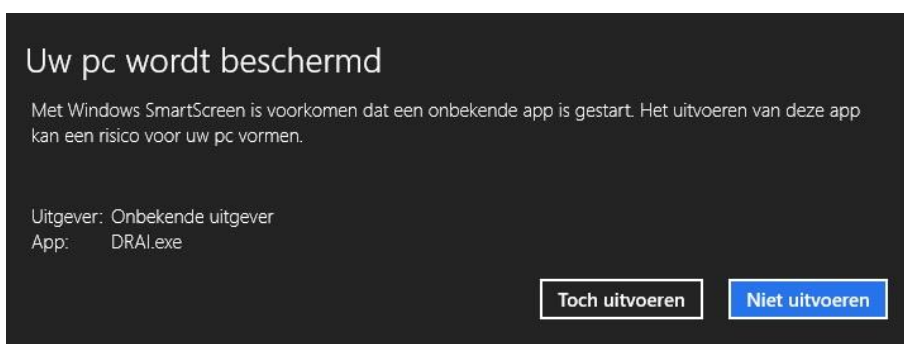 Uw pc wordt beschermd
Met Windows SmartScreen is voorkomen dat een onbekende app is gestart. Het uitvoeren van deze app
kan een risico voor uw pc vormen.
Uitgever: Onbekende uitgever
App: DRAI.exe
Toch uitvoeren Niet uitvoeren